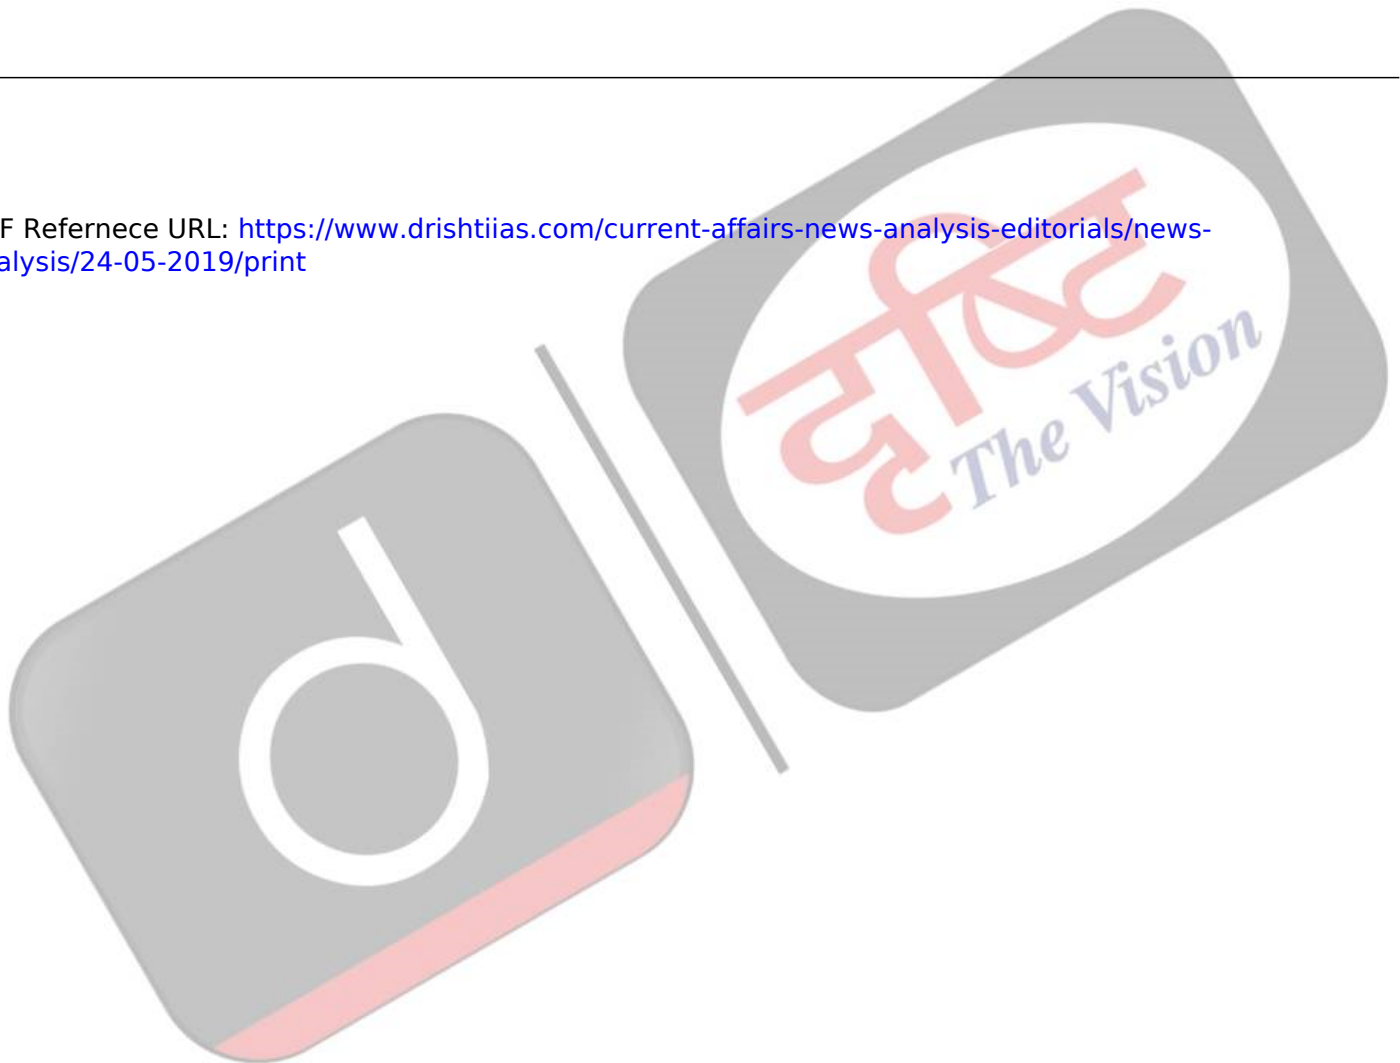 F Refernece URL: https://www.drishtiias.com/current-affairs-news-analysis-editorials/news-
alysis/24-05-2019/print
दृष्टि
The Vision
d